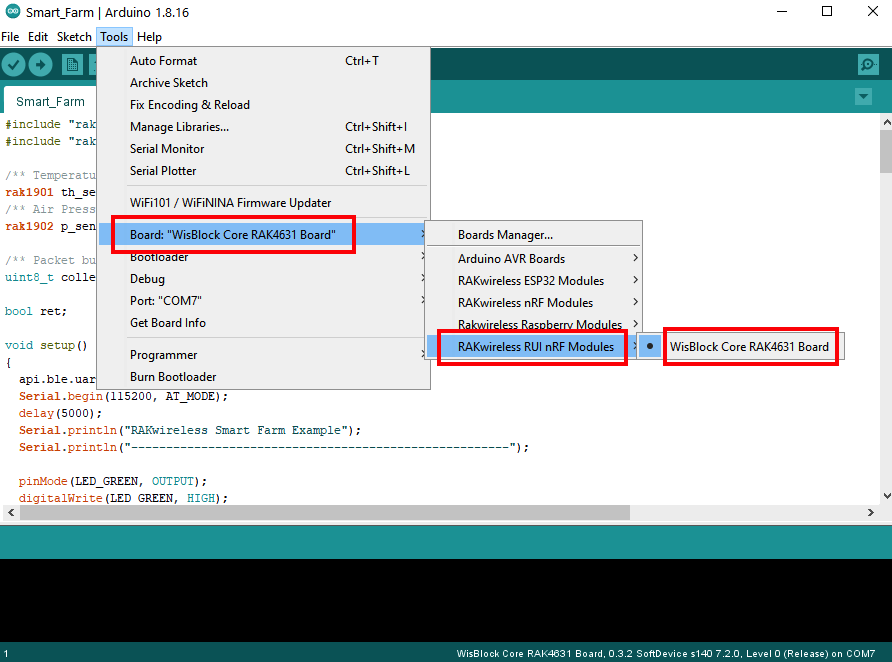 Smart_Farm | Arduino 1.8.16
File Edit Sketch Tools Help
Smart_Farm
Auto Format Ctrl+T
Archive Sketch
Fix Encoding & Reload
Manage Libraries... Ctrl+Shift+I
Serial Monitor Ctrl+Shift+M
Serial Plotter Ctrl+Shift+L
WiFi101 / WiFiNINA Firmware Updater
Board: "WisBlock Core RAK4631 Board"
Bootloader
Debug
Port: "COM7"
Get Board Info
Programmer
Burn Bootloader
Boards Manager...
Arduino AVR Boards
RAKwireless ESP32 Modules
RAKwireless nRF Modules
Rakwireless Raspberry Modules
RAKwireless RUI nRF Modules
WisBlock Core RAK4631 Board
#include "rak
#include "rak
/** Temperatu
rak1901 th_se
/** Air Press
rak1902 p_sen
/** Packet bu
uint8_t colle
bool ret;
void setup()
{
api.ble.uar
Serial.begin(115200, AT_MODE);
delay(5000);
Serial.println("RAKwireless Smart Farm Example");
Serial.println("------------------------------------------------------");
pinMode(LED_GREEN, OUTPUT);
digitalWrite(LED_GREEN, HIGH);
1
WisBlock Core RAK4631 Board, 0.3.2 SoftDevice s140 7.2.0, Level 0 (Release) on COM7